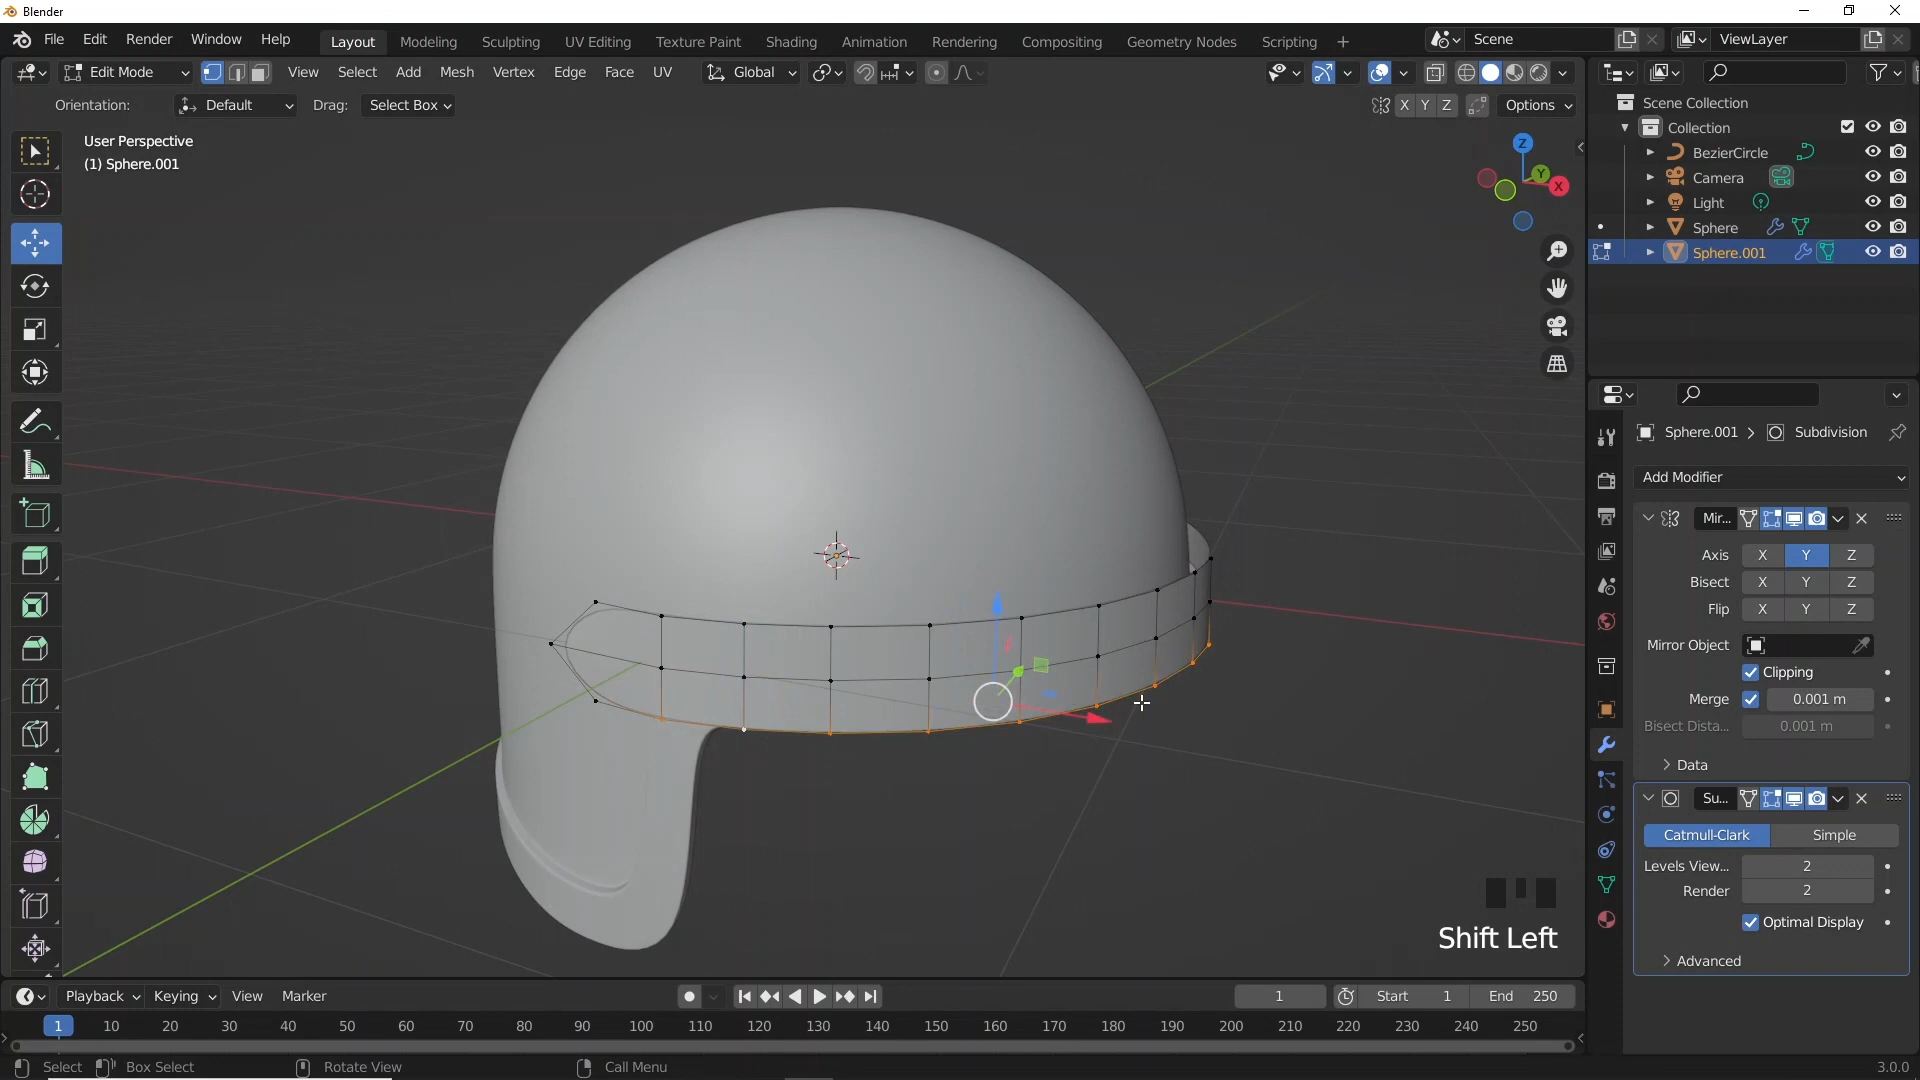 Blender
File Edit Render Window Help Layout Modeling Sculpting UV Editing Texture Paint Shading Animation Rendering Compositing Geometry Nodes Scripting + Scene ViewLayer
Edit Mode View Select Add Mesh Vertex Edge Face UV Global
Orientation: Default Drag: Select Box X Y Z Options
User Perspective
(1) Sphere.001
Z
Y
X
Scene Collection
Collection
BezierCircle
Camera
Light
Sphere
Sphere.001
Sphere.001 > Subdivision
Add Modifier
Mir...
Axis X Y Z
Bisect X Y Z
Flip X Y Z
Mirror Object
Clipping
Merge 0.001 m
Bisect Dista... 0.001 m
Data
Su...
Catmull-Clark Simple
Levels View... 2
Render 2
Optimal Display
Advanced
Shift Left
Playback Keying View Marker 1 Start 1 End 250
1 10 20 30 40 50 60 70 80 90 100 110 120 130 140 150 160 170 180 190 200 210 220 230 240 250
Select Box Select Rotate View Call Menu 3.0.0